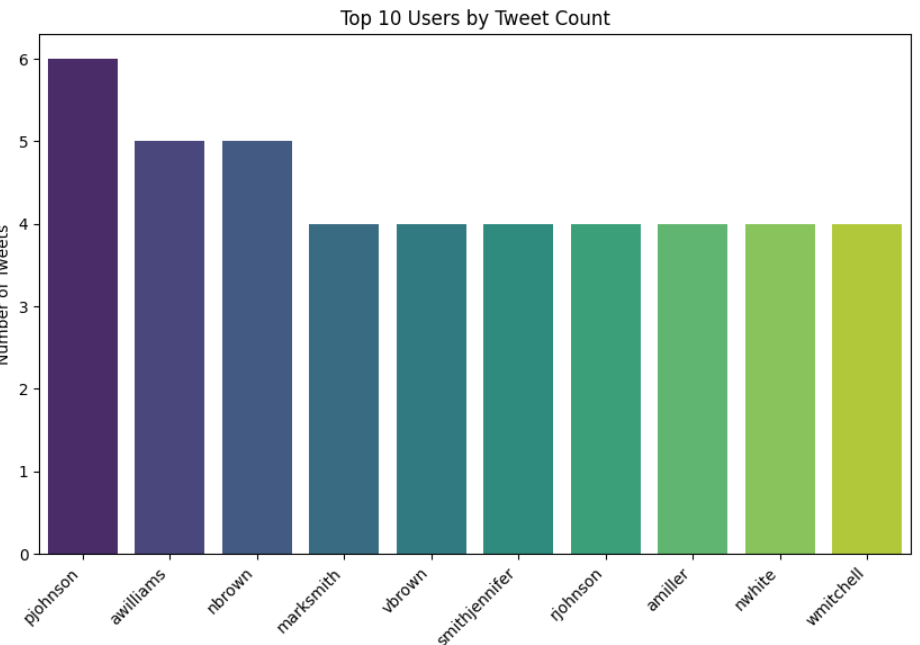 Top 10 Users by Tweet Count
Number of Tweets
6
5
4
3
2
1
0
pjohnson
awilliams
nbrown
marksmith
vbrown
smithjennifer
rjohnson
amiller
nwhite
wmitchell